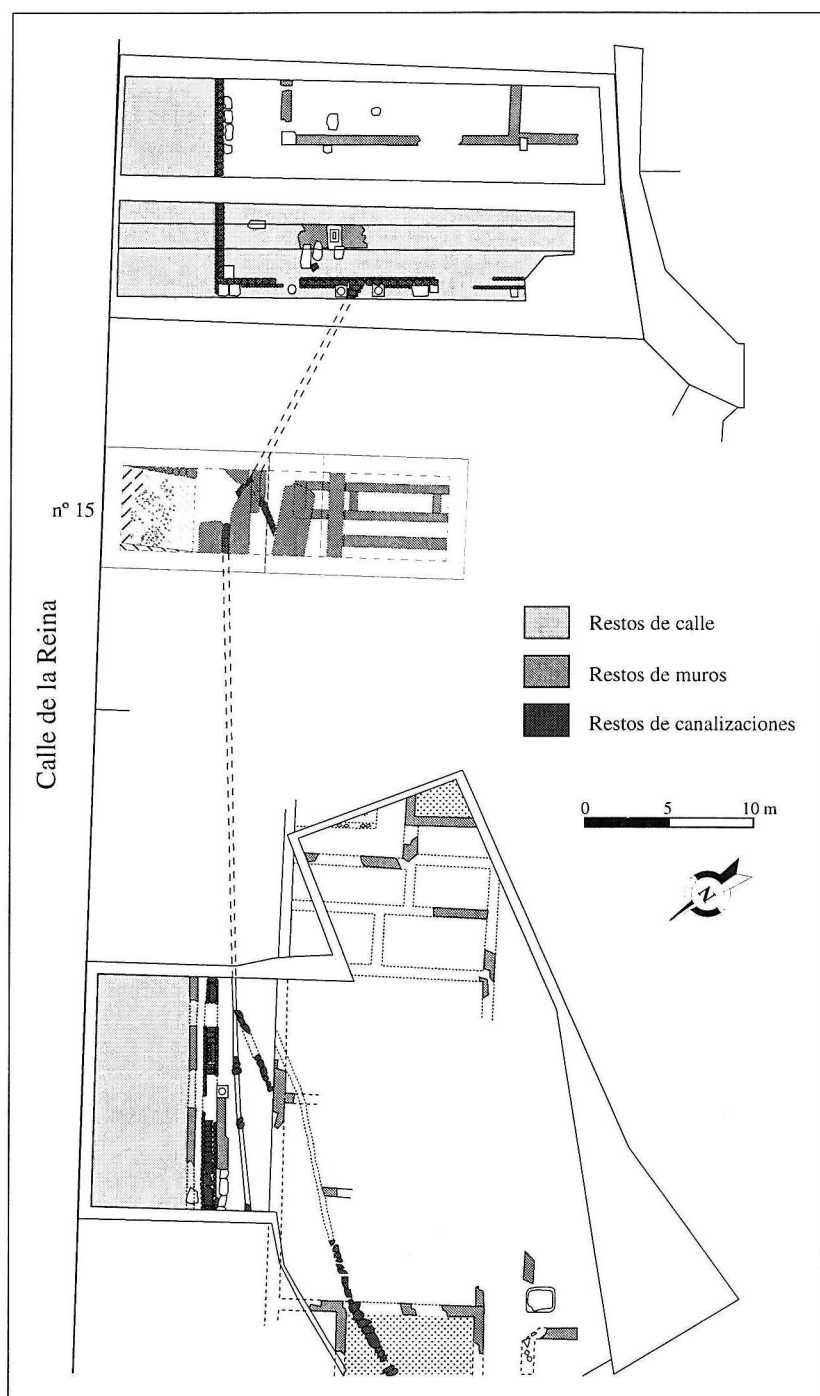 nº 15
Calle de la Reina
Restos de calle
Restos de muros
Restos de canalizaciones
0 5 10 m
N